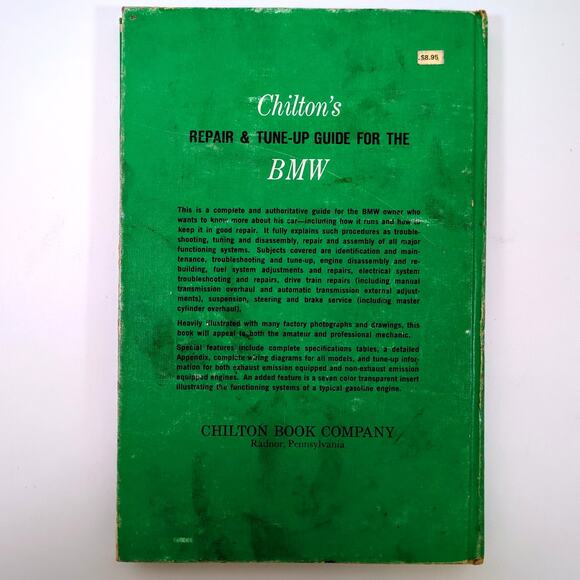 $8.95
Chilton's
REPAIR & TUNE-UP GUIDE FOR THE
BMW
This is a complete and authoritative guide for the BMW owner who
wants to know more about his car—including how it runs and how to
keep it in good repair. It fully explains such procedures as trouble-
shooting, tuning and disassembly, repair and assembly of all major
functioning systems. Subjects covered are identification and main-
tenance, troubleshooting and tune-up, engine disassembly and re-
building, fuel system adjustments and repairs, electrical system
troubleshooting and repairs, drive train repairs (including manual
transmission overhaul and automatic transmission external adjust-
ments), suspension, steering and brake service (including master
cylinder overhaul).
Heavily illustrated with many factory photographs and drawings, this
book will appeal to both the amateur and professional mechanic.
Special features include complete specifications tables, a detailed
Appendix, complete wiring diagrams for all models, and tune-up infor-
mation for both exhaust emission equipped and non-exhaust emission
equipped engines. An added feature is a seven color transparent insert
illustrating the functioning systems of a typical gasoline engine.
CHILTON BOOK COMPANY
Radnor, Pennsylvania